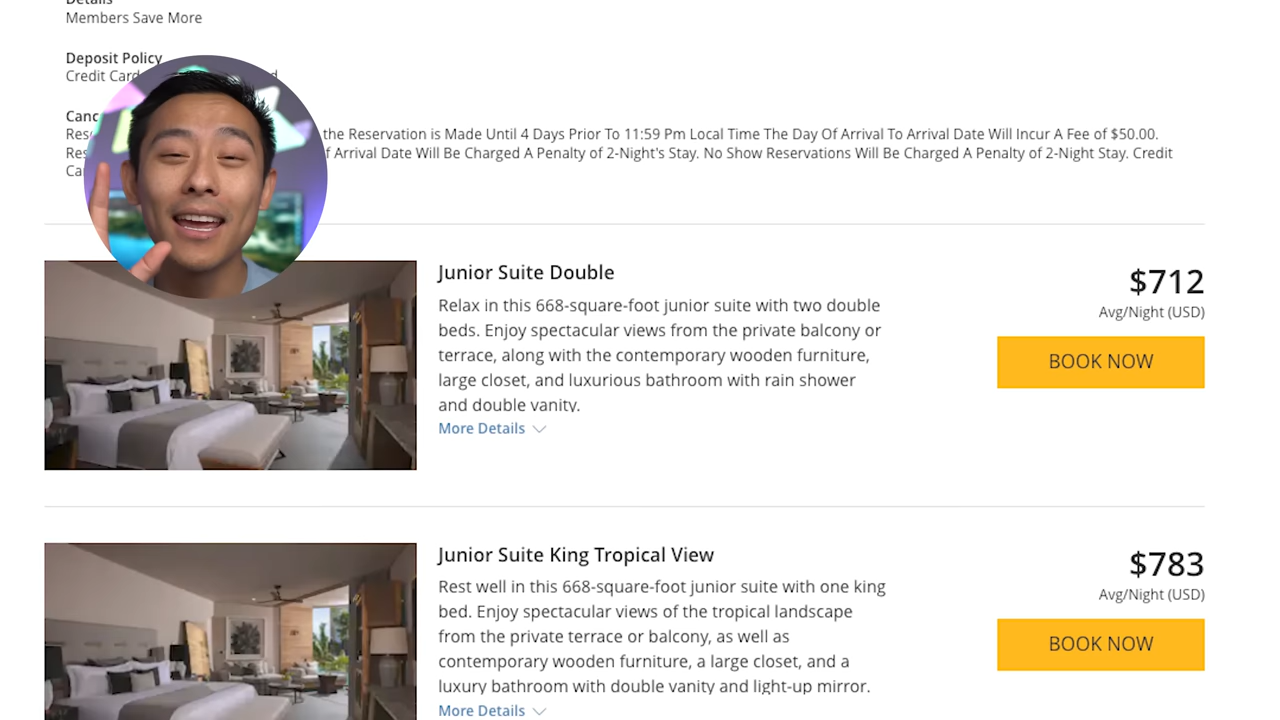 Details
Members Save More
Deposit Policy
Credit Card
the Reservation is Made Until 4 Days Prior To 11:59 Pm Local Time The Day Of Arrival To Arrival Date Will Incur A Fee of $50.00.
Arrival Date Will Be Charged A Penalty of 2-Night's Stay. No Show Reservations Will Be Charged A Penalty of 2-Night Stay. Credit
Junior Suite Double
$712
Relax in this 668-square-foot junior suite with two double
Avg/Night (USD)
beds. Enjoy spectacular views from the private balcony or
terrace, along with the contemporary wooden furniture,
BOOK NOW
large closet, and luxurious bathroom with rain shower
and double vanity.
More Details
Junior Suite King Tropical View
$783
Rest well in this 668-square-foot junior suite with one king
Avg/Night (USD)
bed. Enjoy spectacular views of the tropical landscape
from the private terrace or balcony, as well as
BOOK NOW
contemporary wooden furniture, a large closet, and a
luxury bathroom with double vanity and light-up mirror.
More Details